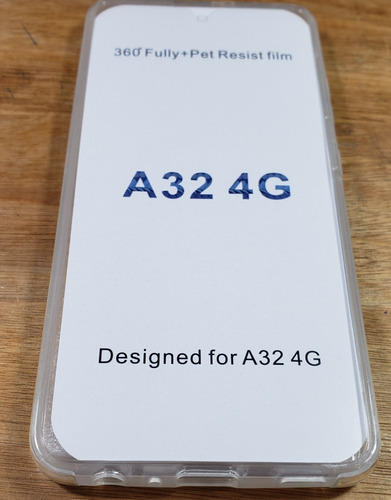 360°Fully+Pet Resist film
A32 4G
Designed for A32 4G